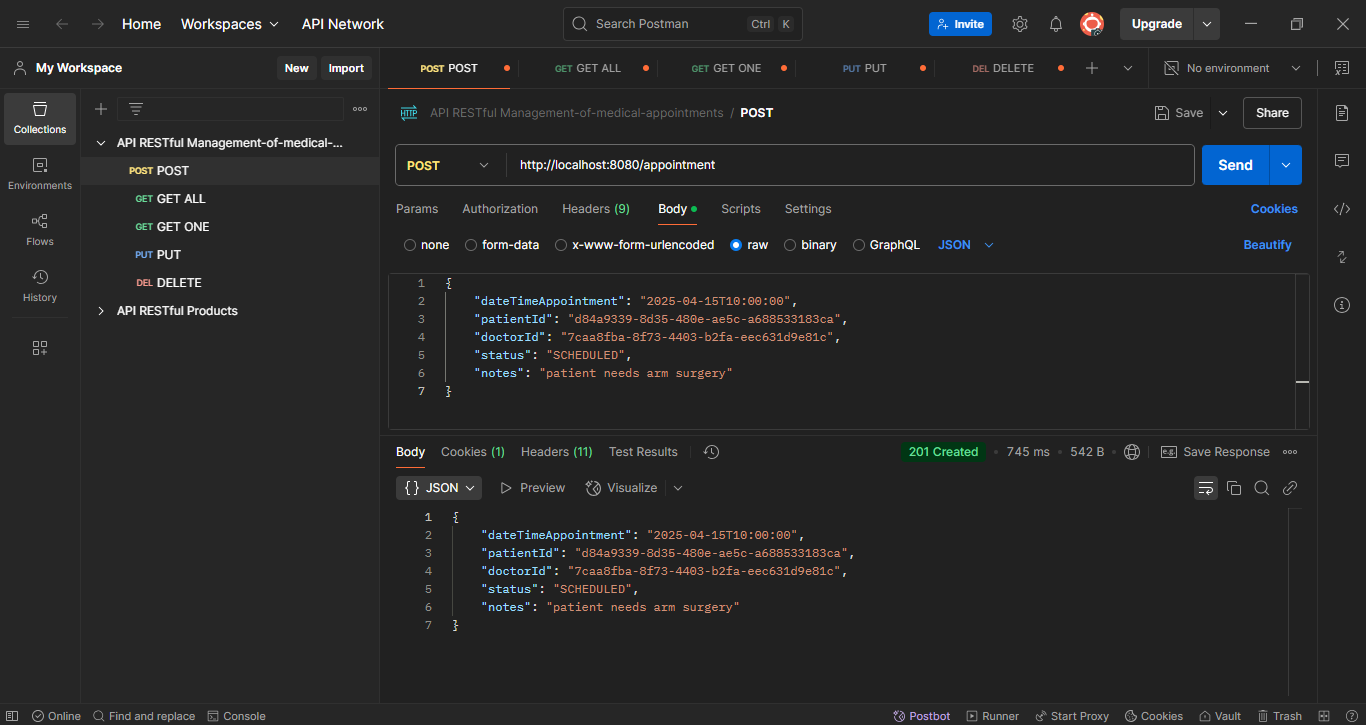 Home Workspaces API Network Search Postman Ctrl K Invite Upgrade
My Workspace New Import POST POST GET GET ALL GET GET ONE PUT PUT DEL DELETE No environment
Collections
Environments
Flows
History
API RESTful Management-of-medical-...
POST POST
GET GET ALL
GET GET ONE
PUT PUT
DEL DELETE
API RESTful Products
HTTP API RESTful Management-of-medical-appointments / POST Save Share
POST http://localhost:8080/appointment Send
Params Authorization Headers (9) Body Scripts Settings Cookies
none form-data x-www-form-urlencoded raw binary GraphQL JSON Beautify
1 {
2 "dateTimeAppointment": "2025-04-15T10:00:00",
3 "patientId": "d84a9339-8d35-480e-ae5c-a688533183ca",
4 "doctorId": "7caa8fba-8f73-4403-b2fa-eec631d9e81c",
5 "status": "SCHEDULED",
6 "notes": "patient needs arm surgery"
7 }
Body Cookies (1) Headers (11) Test Results 201 Created 745 ms 542 B e.g. Save Response
{} JSON Preview Visualize
1 {
2 "dateTimeAppointment": "2025-04-15T10:00:00",
3 "patientId": "d84a9339-8d35-480e-ae5c-a688533183ca",
4 "doctorId": "7caa8fba-8f73-4403-b2fa-eec631d9e81c",
5 "status": "SCHEDULED",
6 "notes": "patient needs arm surgery"
7 }
Online Find and replace Console Postbot Runner Start Proxy Cookies Vault Trash